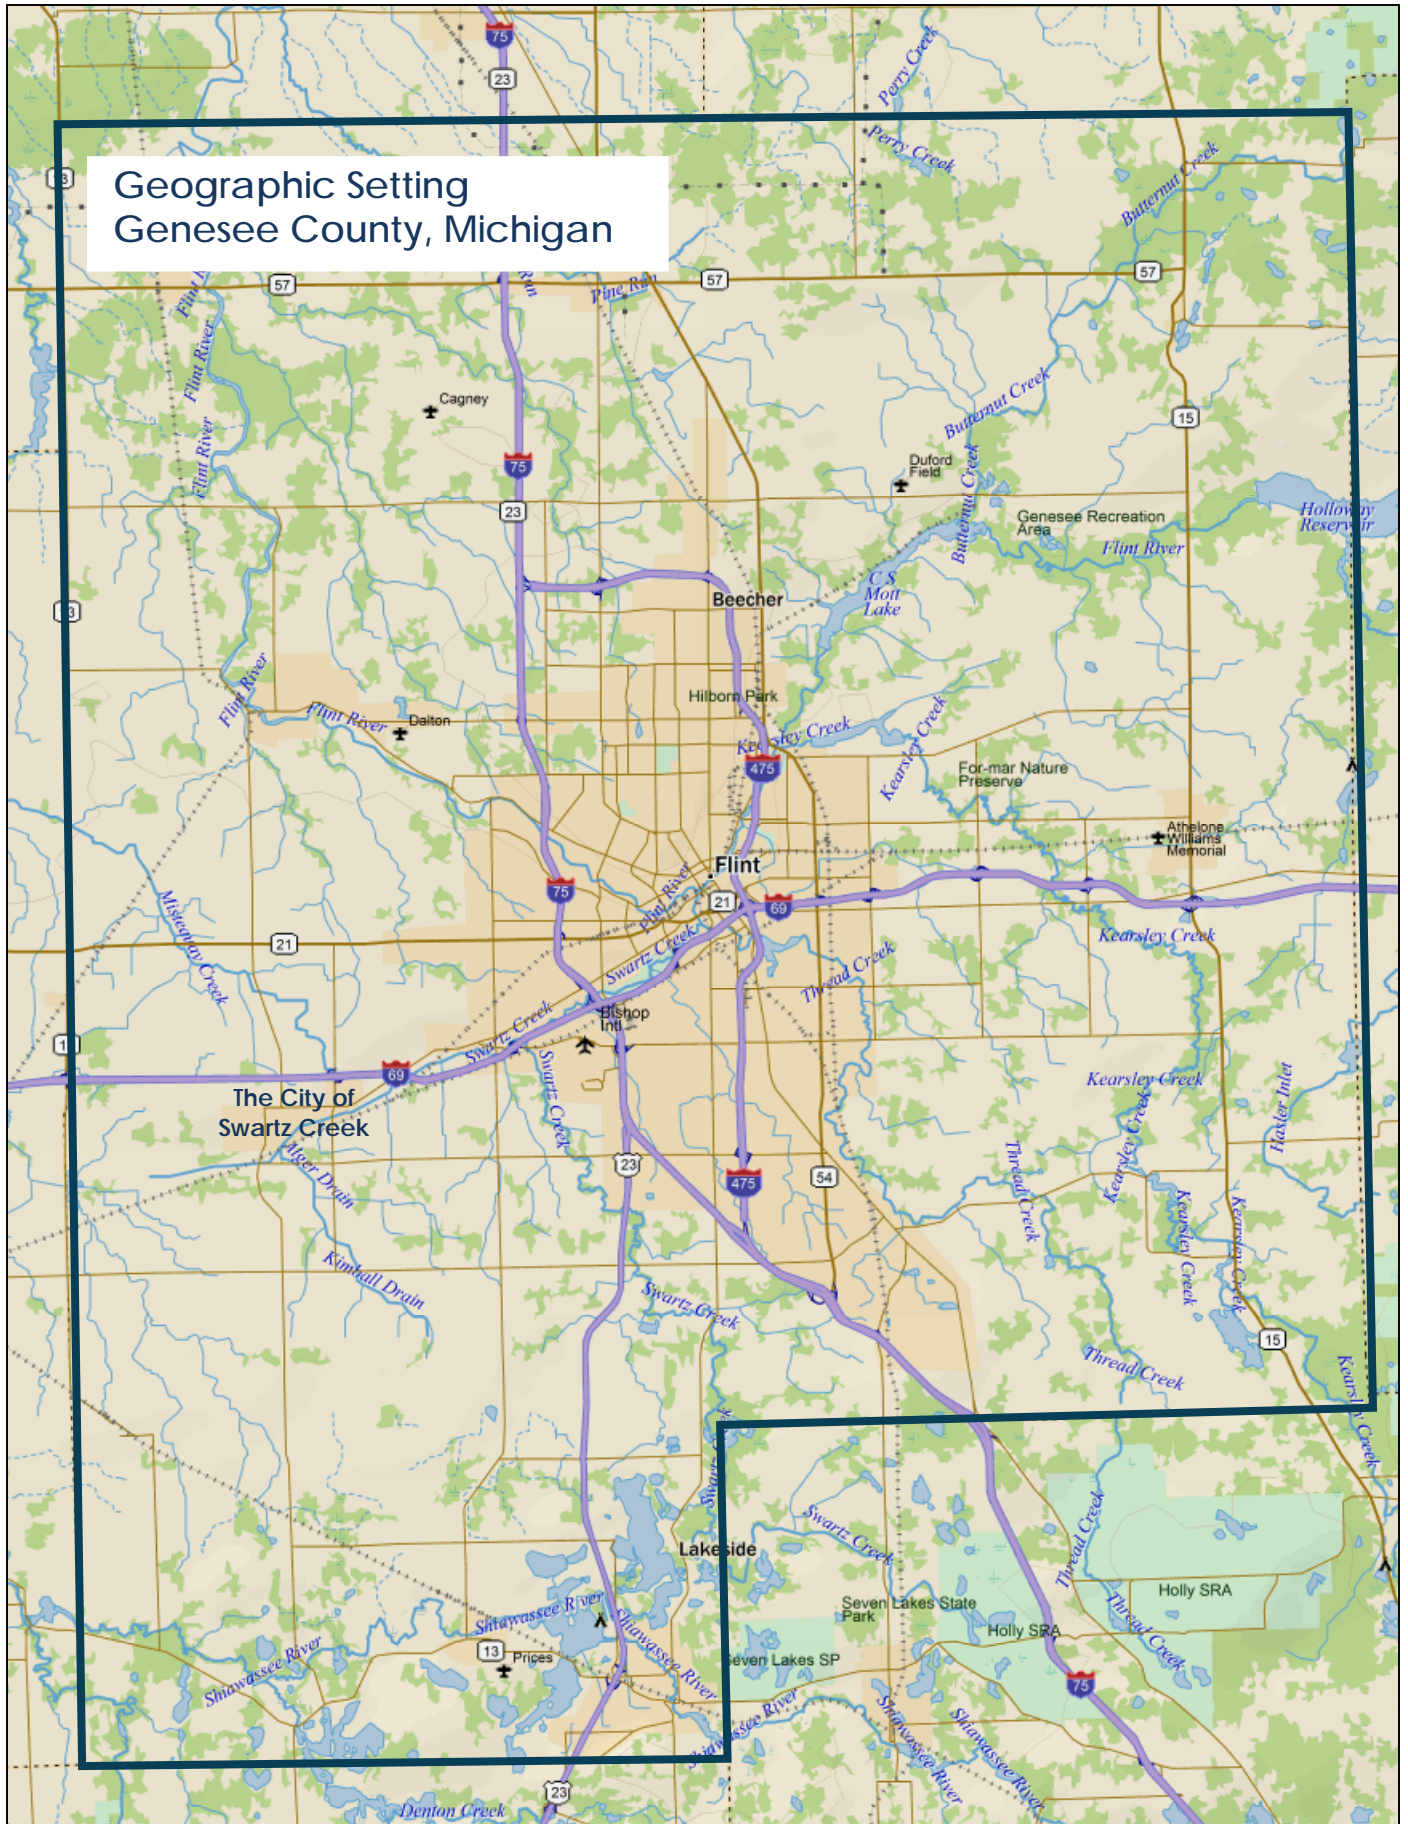 75
23
Perry Creek
Perry Creek
Butternut Creek
Geographic Setting
Genesee County, Michigan
57
57
57
Flint River
Pine Run
Run
Flint River
Cagney
Butternut Creek
15
Flint River
75
Duford
Field
Butternut Creek
23
Genesee Recreation
Area
Flint River
Holloway
Reservoir
C S
Mott
Lake
Beecher
Flint River
Hilborn Park
Flint River
Dalton
Kearsley Creek
Kearsley Creek
475
For-mar Nature
Preserve
Athelone
Williams
Memorial
Flint
75
Flint River
21
69
Misteguay Creek
21
Swartz Creek
Thread Creek
Kearsley Creek
Swartz Creek
Bishop
Intl
69
Swartz Creek
The City of
Swartz Creek
Kearsley Creek
Kearsley Creek
Hasler Inlet
Alger Drain
23
475
54
Thread Creek
Kearsley Creek
Kearsley Creek
Kimball Drain
Swartz Creek
15
Thread Creek
Kearsley Creek
Swartz Creek
Lakeside
Swartz Creek
Thread Creek
Holly SRA
Seven Lakes State
Park
Holly SRA
Thread Creek
Shiawassee River
Shiawassee River
Shiawassee River
13
Prices
Seven Lakes SP
75
Shiawassee River
Shiawassee River
Shiawassee River
23
Denton Creek